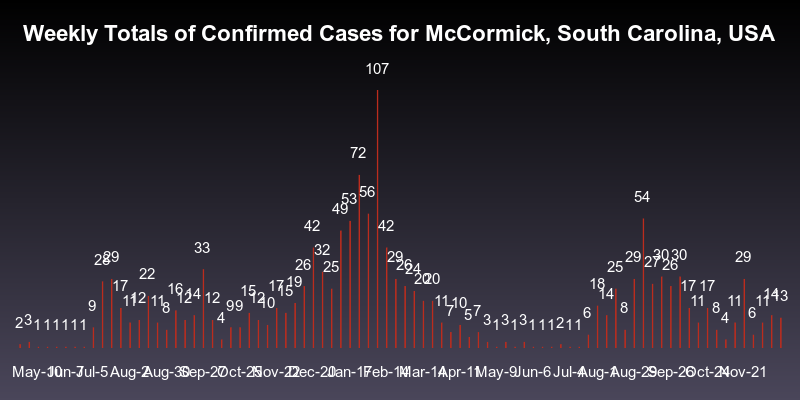 Weekly Totals of Confirmed Cases for McCormick, South Carolina, USA
107
72
56
54
53
49
42 42
33 32
28 29 22 26 25 29 26 24 20 20 25 29 27 30 26 30 29
2 3 1 1 1 1 1 1 9 17 11 12 11 8 16 12 14 12 4 9 9 15 12 10 17 15 19 11 7 10 5 7 3 1 3 1 3 1 1 1 2 1 1 6 18 14 8 17 11 17 8 4 11 6 11 14 13
May-10 Jun-7 Jul-5 Aug-2 Aug-30 Sep-27 Oct-25 Nov-22 Dec-20 Jan-17 Feb-14 Mar-14 Apr-11 May-9 Jun-6 Jul-4 Aug-1 Aug-29 Sep-26 Oct-24 Nov-21